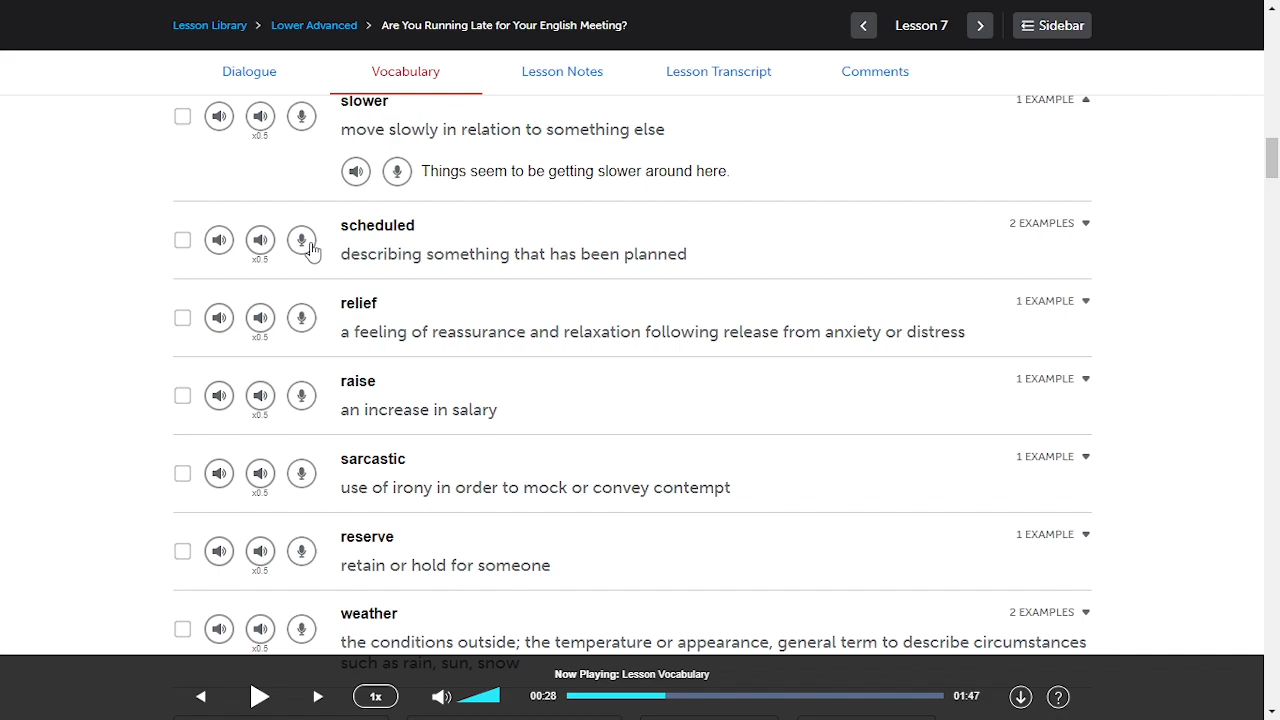 Lesson Library > Lower Advanced > Are You Running Late for Your English Meeting?
Lesson 7
Sidebar
Dialogue
Vocabulary
Lesson Notes
Lesson Transcript
Comments
slower
1 EXAMPLE
x0.5
move slowly in relation to something else
Things seem to be getting slower around here.
scheduled
2 EXAMPLES
x0.5
describing something that has been planned
relief
1 EXAMPLE
x0.5
a feeling of reassurance and relaxation following release from anxiety or distress
raise
1 EXAMPLE
x0.5
an increase in salary
sarcastic
1 EXAMPLE
x0.5
use of irony in order to mock or convey contempt
reserve
1 EXAMPLE
x0.5
retain or hold for someone
weather
2 EXAMPLES
x0.5
the conditions outside; the temperature or appearance, general term to describe circumstances
such as rain, sun, snow
Now Playing: Lesson Vocabulary
1x
00:28
01:47
?